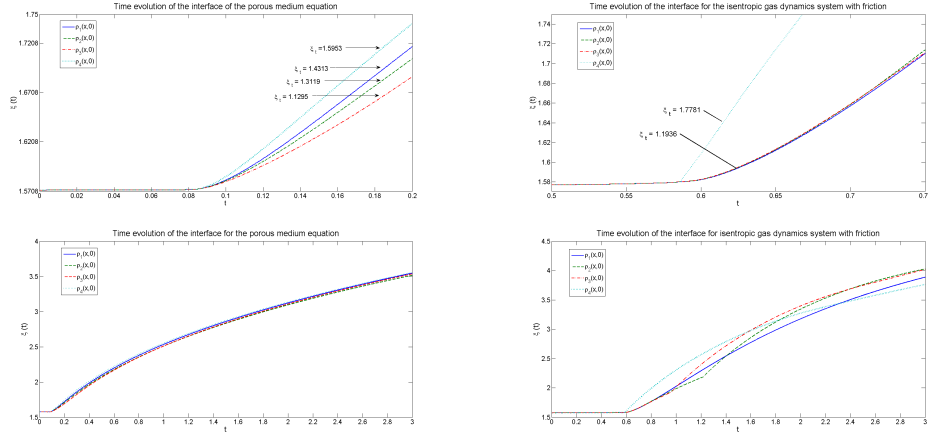 Time evolution of the interface of the porous medium equation
1.75
1.7208
1.6708
1.6208
1.5708
ξ (t)
ρ1(x,0)
ρ2(x,0)
ρ3(x,0)
ρ4(x,0)
ξ t =1.5953
ξ t = 1.4313
ξ t = 1.3119
ξ t = 1.1295
0 0.02 0.04 0.06 0.08 0.1 0.12 0.14 0.16 0.18 0.2
t
Time evolution of the interface for the isentropic gas dynamics system with friction
1.74
1.72
1.7
1.68
1.66
1.64
1.62
1.6
1.58
ξ (t)
ρ1(x,0)
ρ2(x,0)
ρ3(x,0)
ρ4(x,0)
ξ t = 1.7781
ξ t = 1.1936
0.5 0.55 0.6 0.65 0.7
t
Time evolution of the interface for the porous medium equation
4
3.5
3
2.5
2
1.5
ξ (t)
ρ1(x,0)
ρ2(x,0)
ρ3(x,0)
ρ4(x,0)
0 0.2 0.4 0.6 0.8 1 1.2 1.4 1.6 1.8 2 2.2 2.4 2.6 2.8 3
t
Time evolution of the interface for isentropic gas dynamics system with friction
4.5
4
3.5
3
2.5
2
1.5
ξ (t)
ρ1(x,0)
ρ2(x,0)
ρ3(x,0)
ρ4(x,0)
0 0.2 0.4 0.6 0.8 1 1.2 1.4 1.6 1.8 2 2.2 2.4 2.6 2.8 3
t